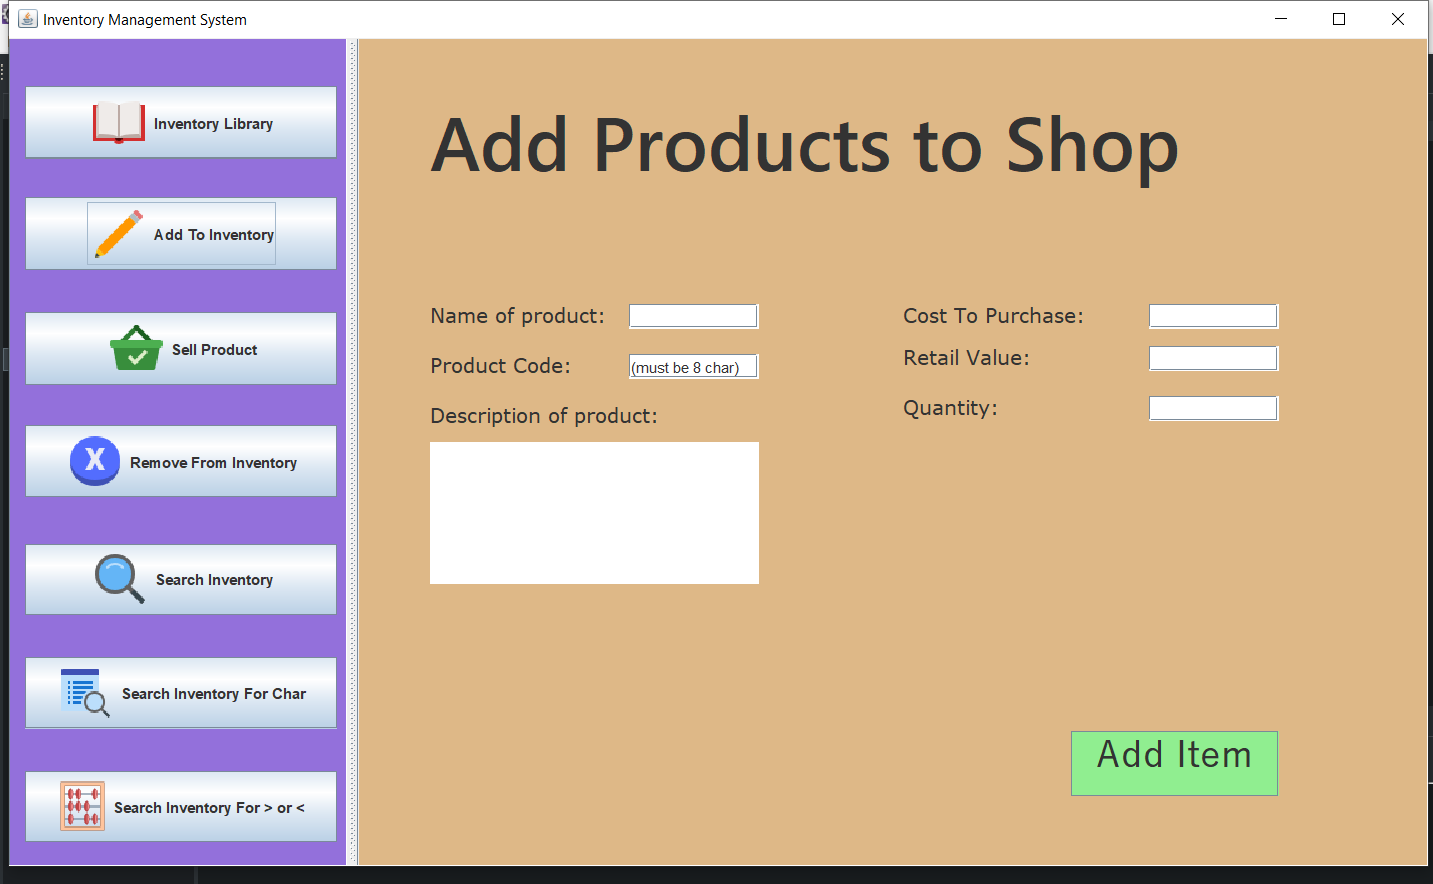 Inventory Management System
Inventory Library
Add To Inventory
Sell Product
X
Remove From Inventory
Search Inventory
Search Inventory For Char
Search Inventory For > or <
Add Products to Shop
Name of product:
Product Code:
(must be 8 char)
Description of product:
Cost To Purchase:
Retail Value:
Quantity:
Add Item